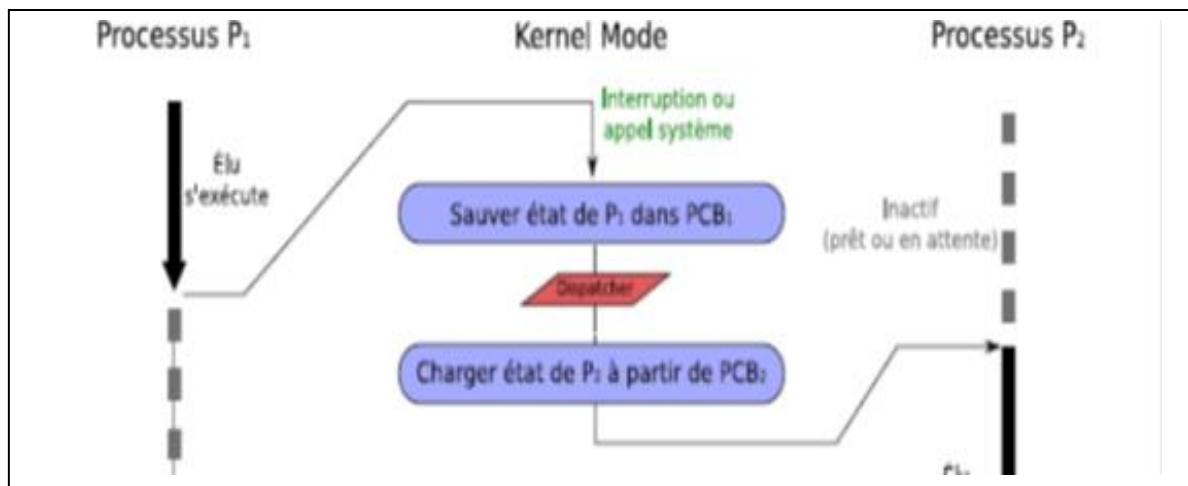 Processus P₁
Kernel Mode
Processus P₂
Interruption ou
appel système
Élu
s'exécute
Sauver état de P₁ dans PCB₁
Inactif
(prêt ou en attente)
Dispatcher
Charger état de P₂ à partir de PCB₂